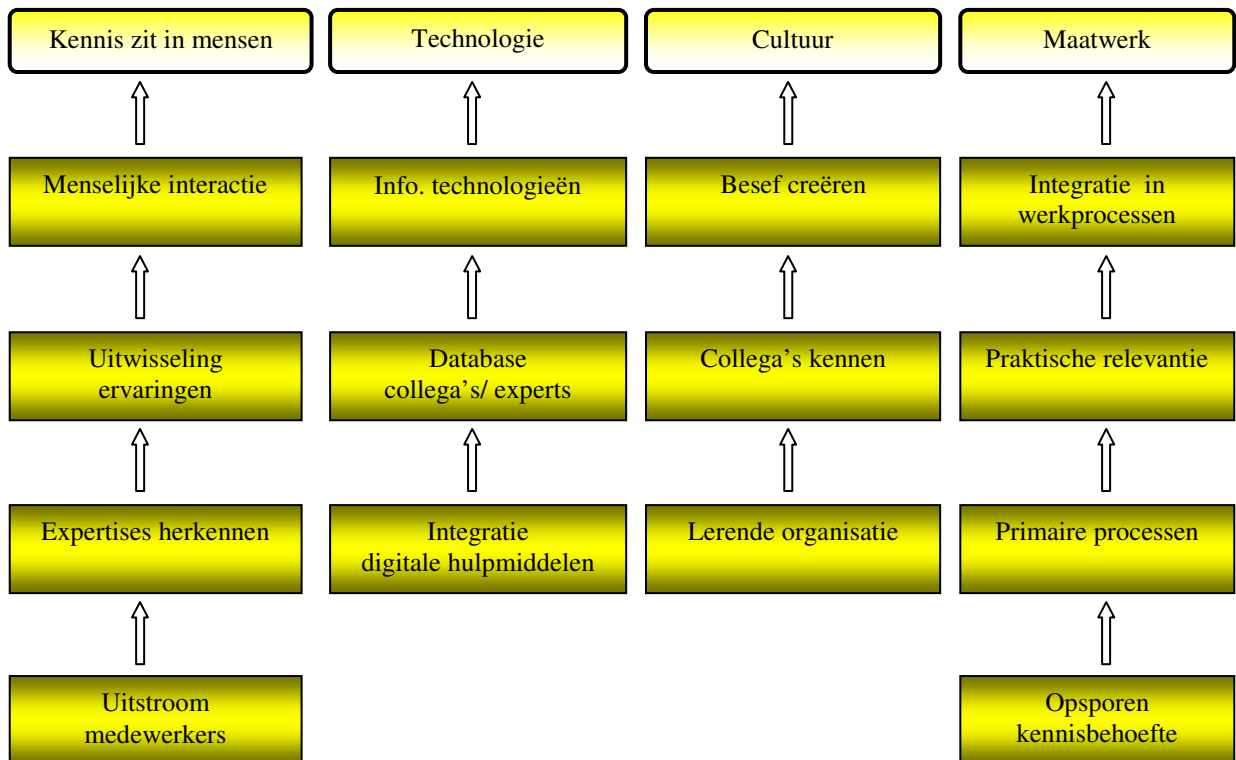 Kennis zit in mensen
Technologie
Cultuur
Maatwerk
Menselijke interactie
Info. technologieën
Besef creëren
Integratie in
werkprocessen
Uitwisseling
ervaringen
Database
collega's/ experts
Collega's kennen
Praktische relevantie
Expertises herkennen
Integratie
digitale hulpmiddelen
Lerende organisatie
Primaire processen
Uitstroom
medewerkers
Opsporen
kennisbehoefte